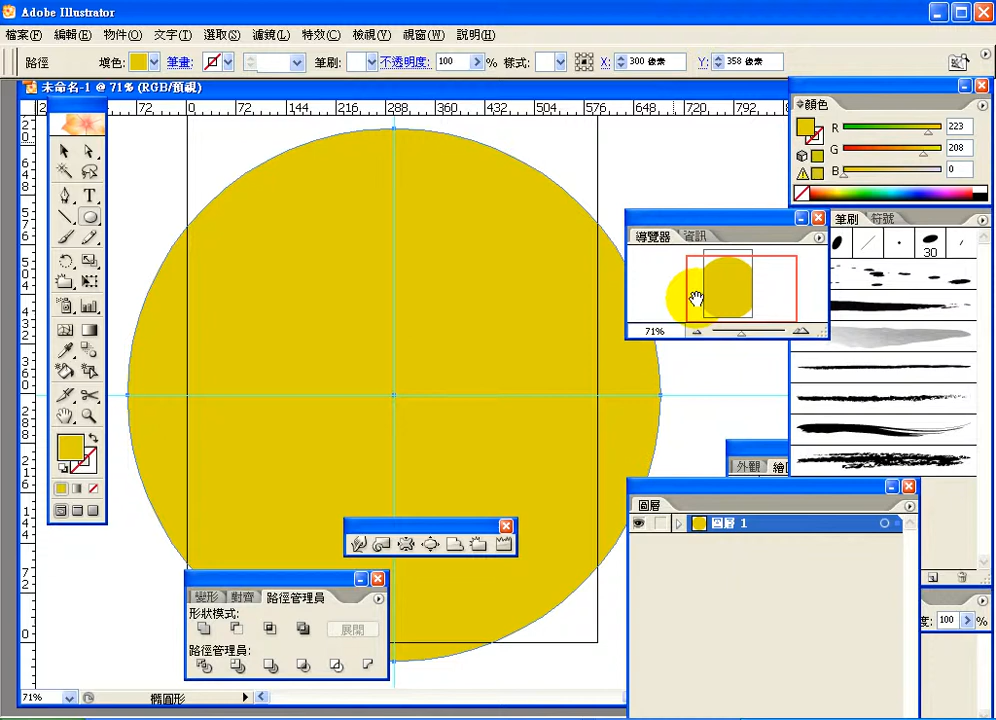 Adobe Illustrator
檔案(F) 編輯(E) 物件(O) 文字(T) 選取(S) 濾鏡(L) 特效(C) 檢視(V) 視窗(W) 說明(H)
路徑 填色: 筆畫: 筆刷: 不透明度: 100 % 樣式: X: 300 像素 Y: 358 像素
未命名-1 @ 71% (RGB/預視)
72 0 72 144 216 288 360 432 504 576 648 720 792
顏色
R 223
G 208
B 0
筆刷 符號
30
導覽器 資訊
71%
外觀
圖層
圖層 1
變形 對齊 路徑管理員
形狀模式:
展開
路徑管理員:
度: 100 %
71% 橢圓形